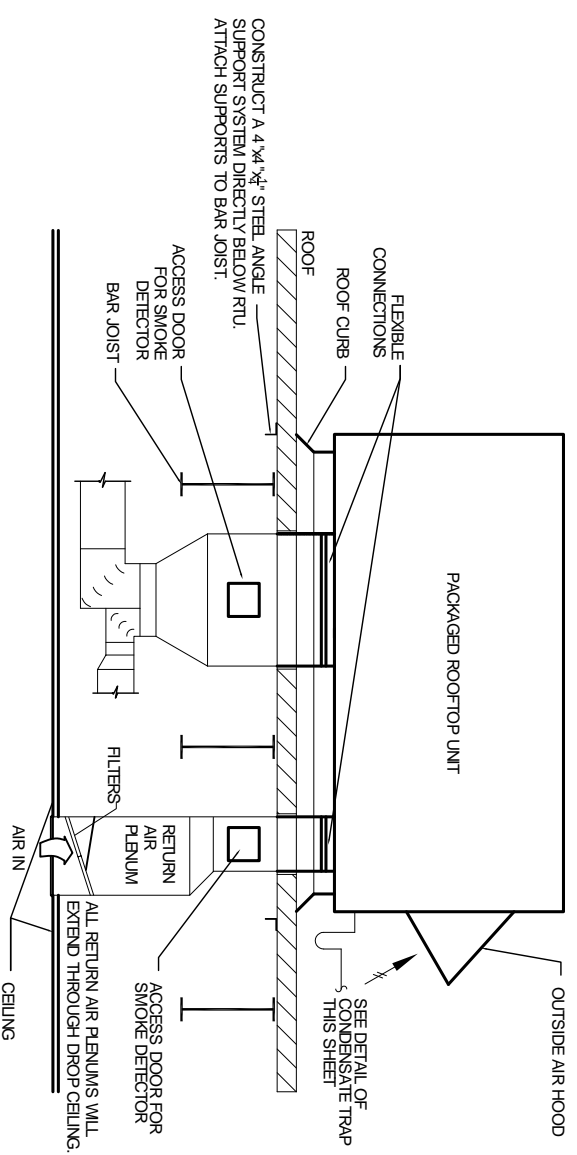 OUTSIDE AIR HOOD
PACKAGED ROOFTOP UNIT
FLEXIBLE
CONNECTIONS
ROOF CURB
ROOF
SEE DETAIL OF
CONDENSATE TRAP
THIS SHEET
CONSTRUCT A 4"x4"x1/4" STEEL ANGLE
SUPPORT SYSTEM DIRECTLY BELOW RTU.
ATTACH SUPPORTS TO BAR JOIST.
ACCESS DOOR
FOR SMOKE
DETECTOR
BAR JOIST
ACCESS DOOR FOR
SMOKE DETECTOR
RETURN
AIR
PLENUM
FILTERS
ALL RETURN AIR PLENUMS WILL
EXTEND THROUGH DROP CEILING.
AIR IN
CEILING